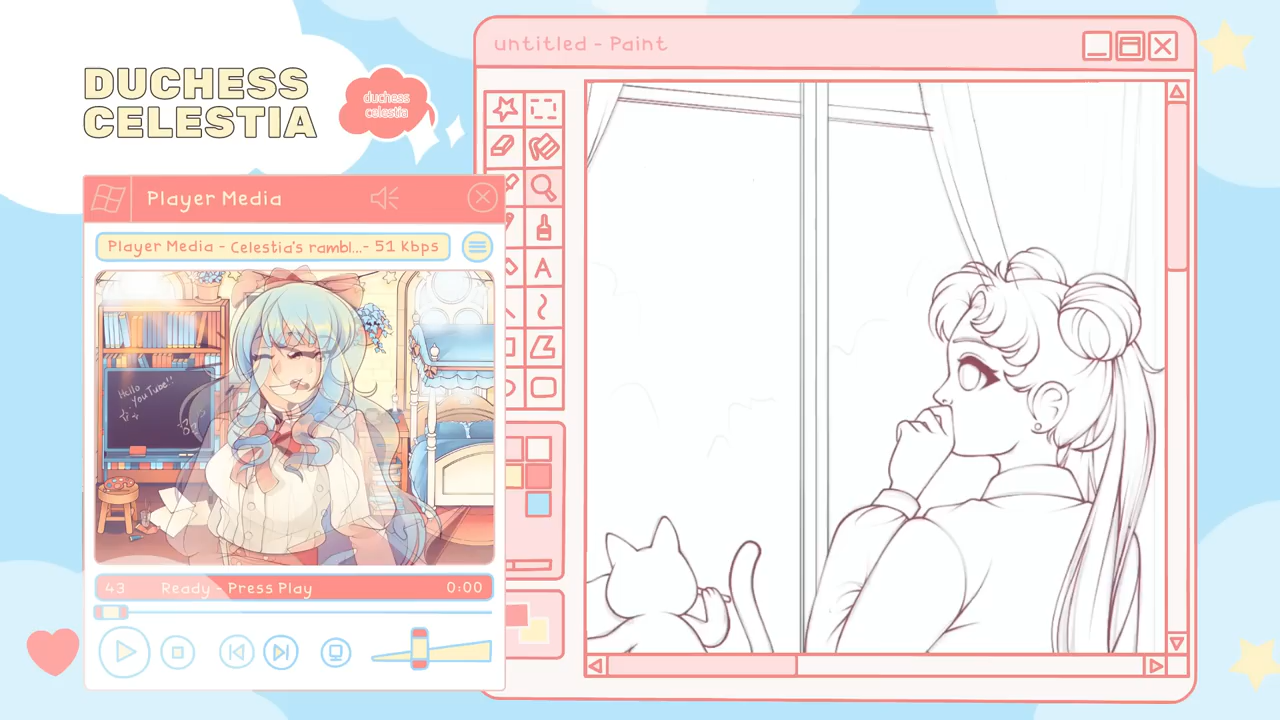 DUCHESS
CELESTIA
duchess
celestia
untitled - Paint
Player Media
Player Media - Celestia's rambl...- 51 Kbps
Hello
YouTube!!
A
43 Ready - Press Play 0:00